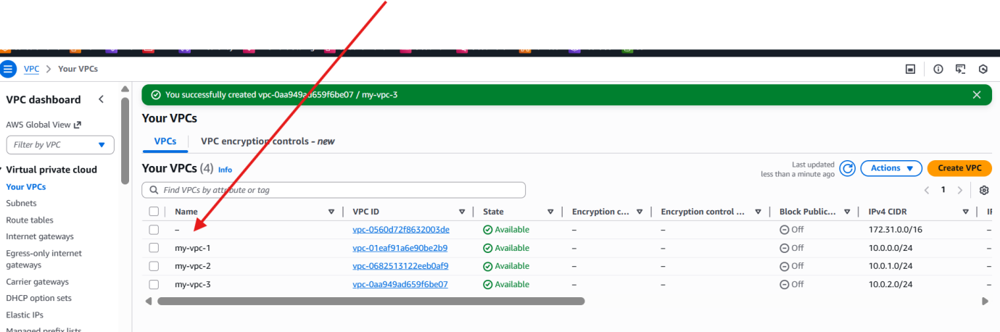 VPC > Your VPCs
VPC dashboard
AWS Global View
Filter by VPC
Virtual private cloud
Your VPCs
Subnets
Route tables
Internet gateways
Egress-only internet
gateways
Carrier gateways
DHCP option sets
Elastic IPs
Managed prefix lists
You successfully created vpc-0aa949ad659f6be07 / my-vpc-3
Your VPCs
VPCs VPC encryption controls - new
Your VPCs (4) Info
Last updated
less than a minute ago
Actions
Create VPC
Find VPCs by attribute or tag
1
Name VPC ID State Encryption c... Encryption control ... Block Public... IPv4 CIDR
– vpc-0560d72f8632003de Available – – Off 172.31.0.0/16 –
my-vpc-1 vpc-01eaf91a6e90be2b9 Available – – Off 10.0.0.0/24
my-vpc-2 vpc-0682513122eeb0af9 Available – – Off 10.0.1.0/24 –
my-vpc-3 vpc-0aa949ad659f6be07 Available – – Off 10.0.2.0/24 –